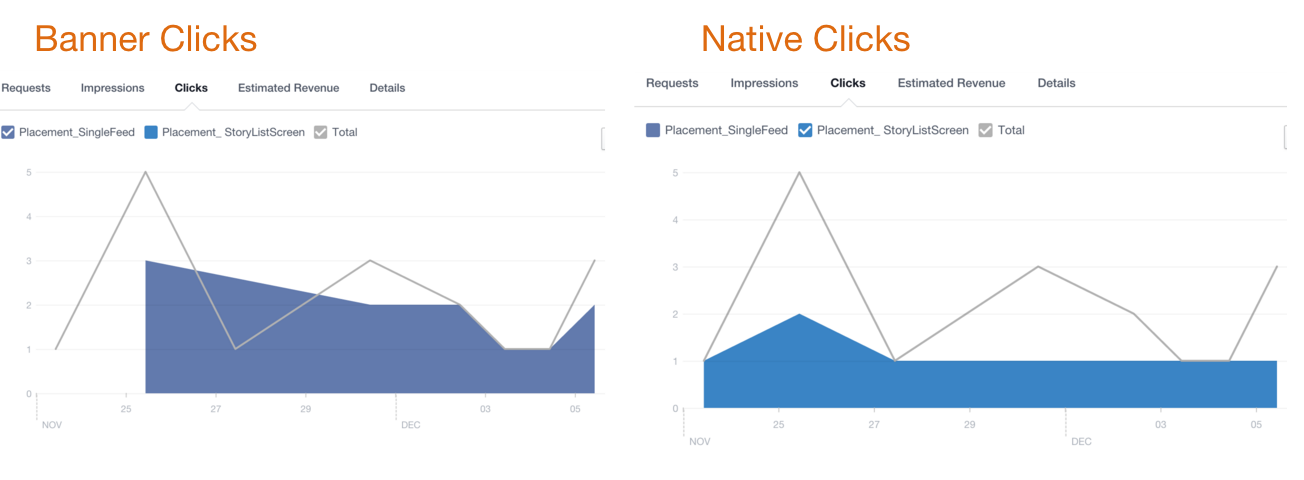 Banner Clicks
Requests Impressions Clicks Estimated Revenue Details
Placement_SingleFeed Placement_ StoryListScreen Total
5
4
3
2
1
0
25 27 29 03 05
NOV DEC
Native Clicks
Requests Impressions Clicks Estimated Revenue Details
Placement_SingleFeed Placement_ StoryListScreen Total
5
4
3
2
1
0
25 27 29 03 05
NOV DEC